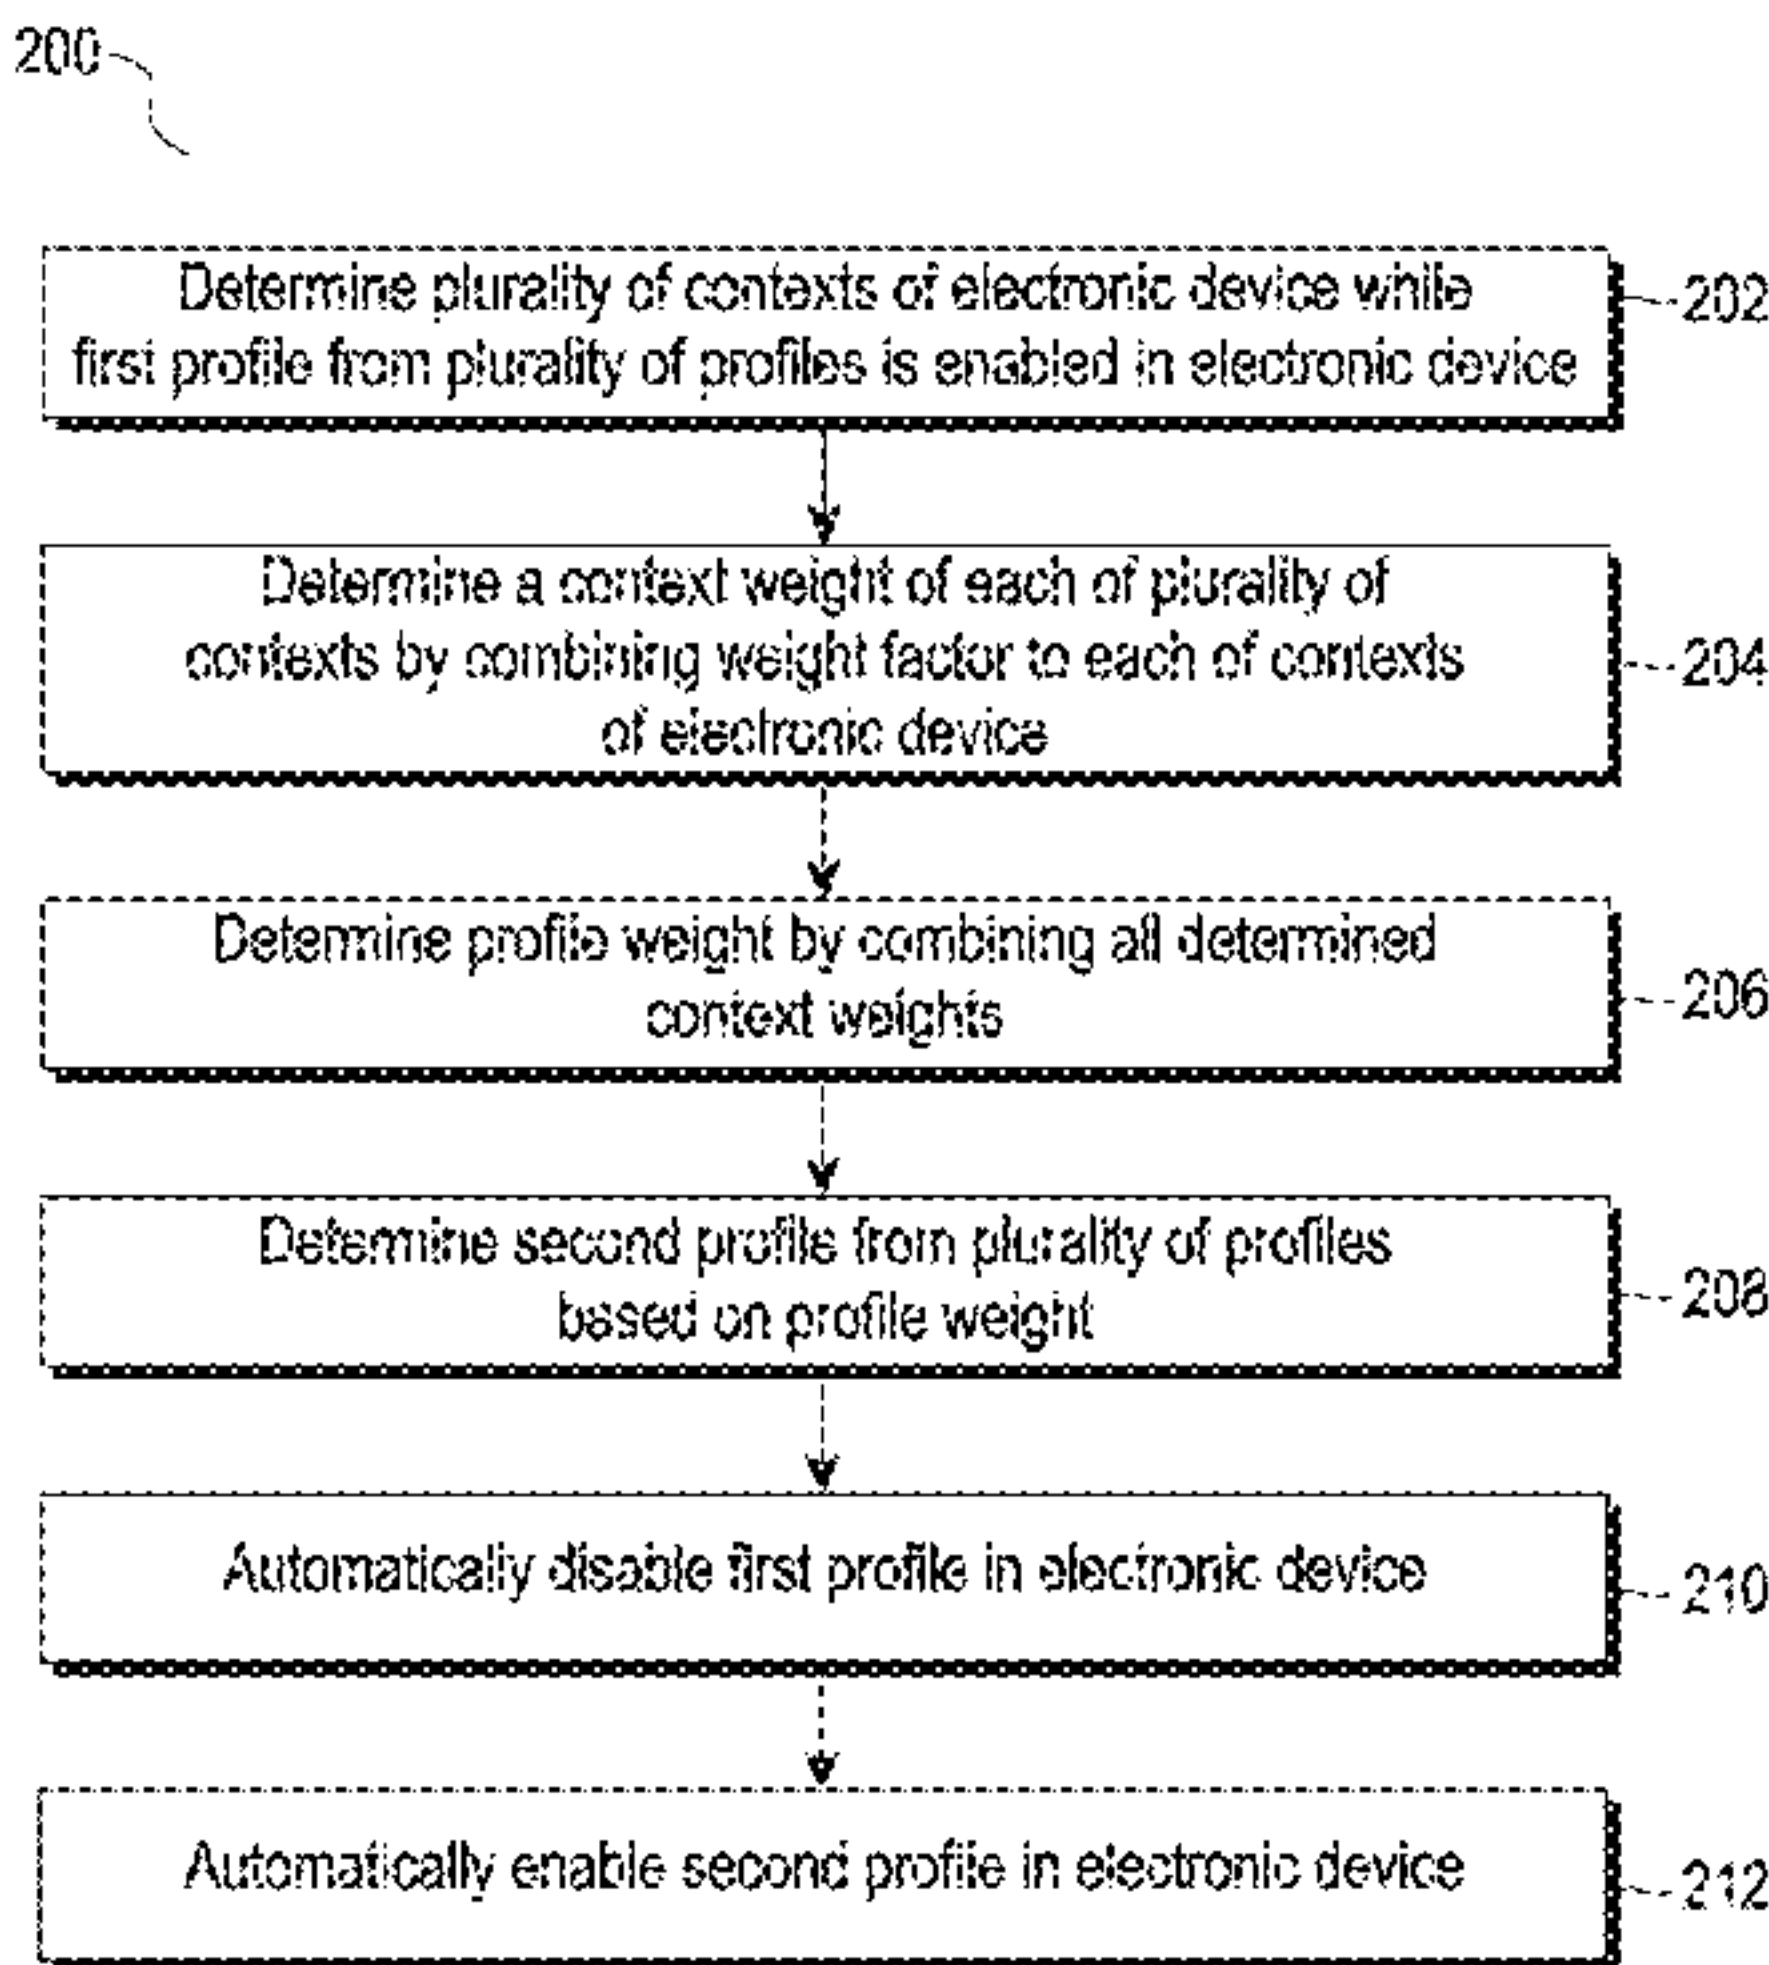 200
Determine plurality of contexts of electronic device while
first profile from plurality of profiles is enabled in electronic device
202
Determine a context weight of each of plurality of
contexts by combining weight factor to each of contexts
of electronic device
204
Determine profile weight by combining all determined
context weights
206
Determine second profile from plurality of profiles
based on profile weight
208
Automatically disable first profile in electronic device
210
Automatically enable second profile in electronic device
212